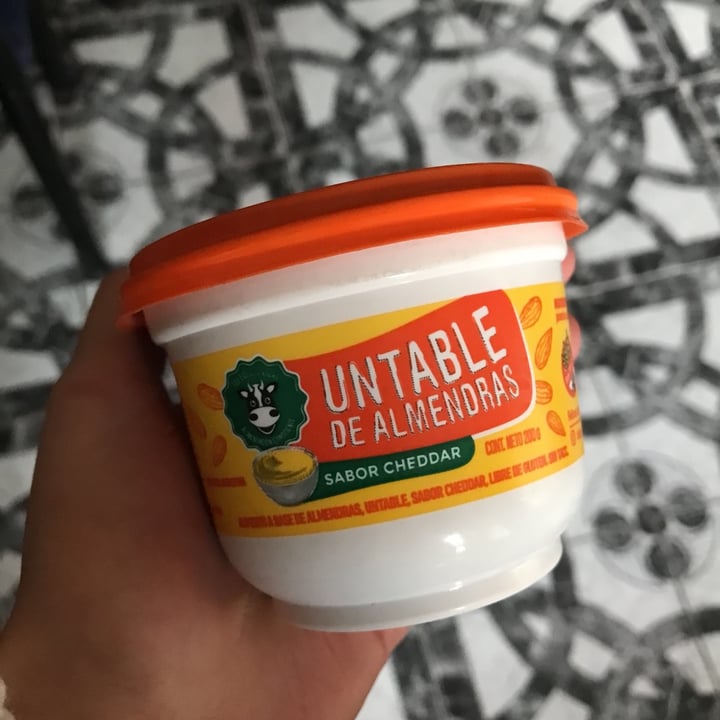 UNTABLE
DE ALMENDRAS
SABOR CHEDDAR
CONT. NETO 200 g
ALIMENTO A BASE DE ALMENDRAS, UNTABLE, SABOR CHEDDAR, LIBRE DE GLUTEN, SIN TACC.